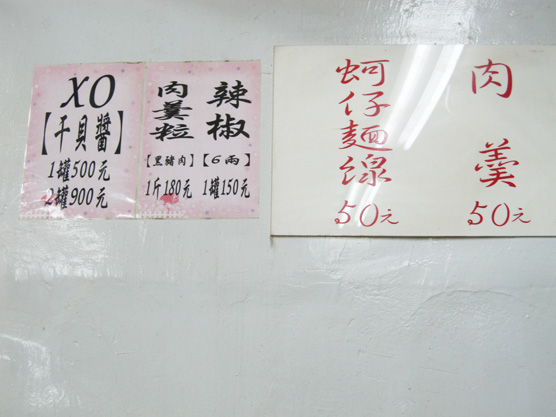 XO
【干貝醬】
1罐500元
2罐900元
肉羹粒
【黑豬肉】
1斤180元
辣椒
【6兩】
1罐150元
蚵仔麵線
50元
肉羹
50元